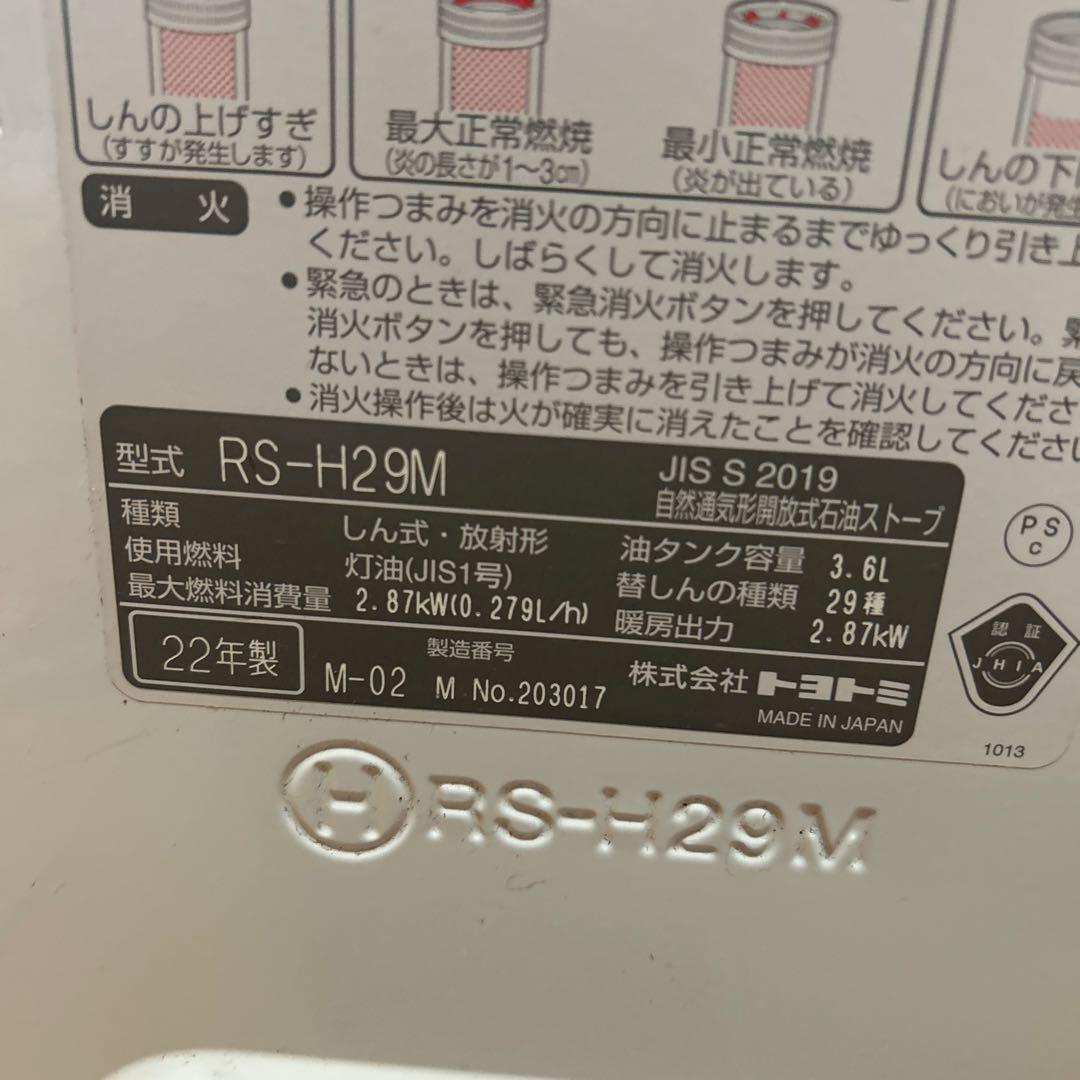 しんの上げすぎ
(すすが発生します)
最大正常燃焼
(炎の長さが1〜3cm)
最小正常燃焼
(炎が出ている)
しんの下
(においが発生
消火
●操作つまみを消火の方向に止まるまでゆっくり引き上
ください。しばらくして消火します。
●緊急のときは、緊急消火ボタンを押してください。緊
消火ボタンを押しても、操作つまみが消火の方向に戻
ないときは、操作つまみを引き上げて消火してくださ
●消火操作後は火が確実に消えたことを確認してください
型式 RS-H29M
JIS S 2019
自然通気形開放式石油ストーブ
種類 しん式・放射形
使用燃料 灯油(JIS1号)
最大燃料消費量 2.87kW(0.279L/h)
油タンク容量 3.6L
替しんの種類 29種
暖房出力 2.87kW
22年製
製造番号
M-02 M No.203017
株式会社トヨトミ
MADE IN JAPAN
PS
C
認証
JHIA
1013
H RS-H29M